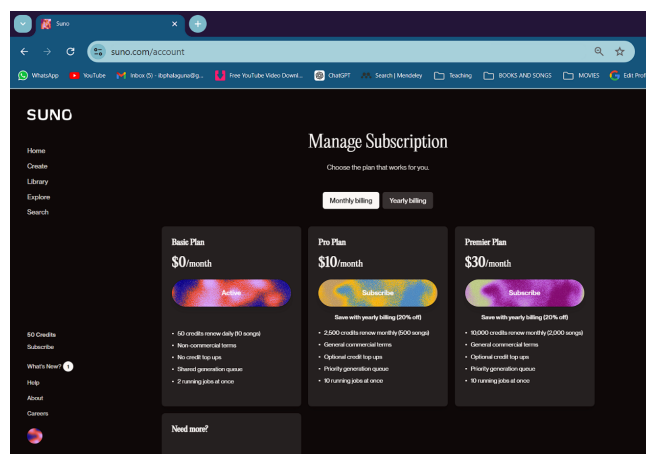 Suno
suno.com/account
WhatsApp YouTube Inbox (5) - ibphalaguna@g... Free YouTube Video Downl... ChatGPT Search | Mendeley Teaching BOOKS AND SONGS MOVIES Edit Prof
SUNO
Home
Create
Library
Explore
Search
50 Credits
Subscribe
What's New? 1
Help
About
Careers
Manage Subscription
Choose the plan that works for you.
Monthly billing Yearly billing
Basic Plan
$0/month
Active
• 50 credits renew daily (10 songs)
• Non-commercial terms
• No credit top ups
• Shared generation queue
• 2 running jobs at once
Pro Plan
$10/month
Subscribe
Save with yearly billing (20% off)
• 2,500 credits renew monthly (500 songs)
• General commercial terms
• Optional credit top ups
• Priority generation queue
• 10 running jobs at once
Premier Plan
$30/month
Subscribe
Save with yearly billing (20% off)
• 10,000 credits renew monthly (2,000 songs)
• General commercial terms
• Optional credit top ups
• Priority generation queue
• 10 running jobs at once
Need more?